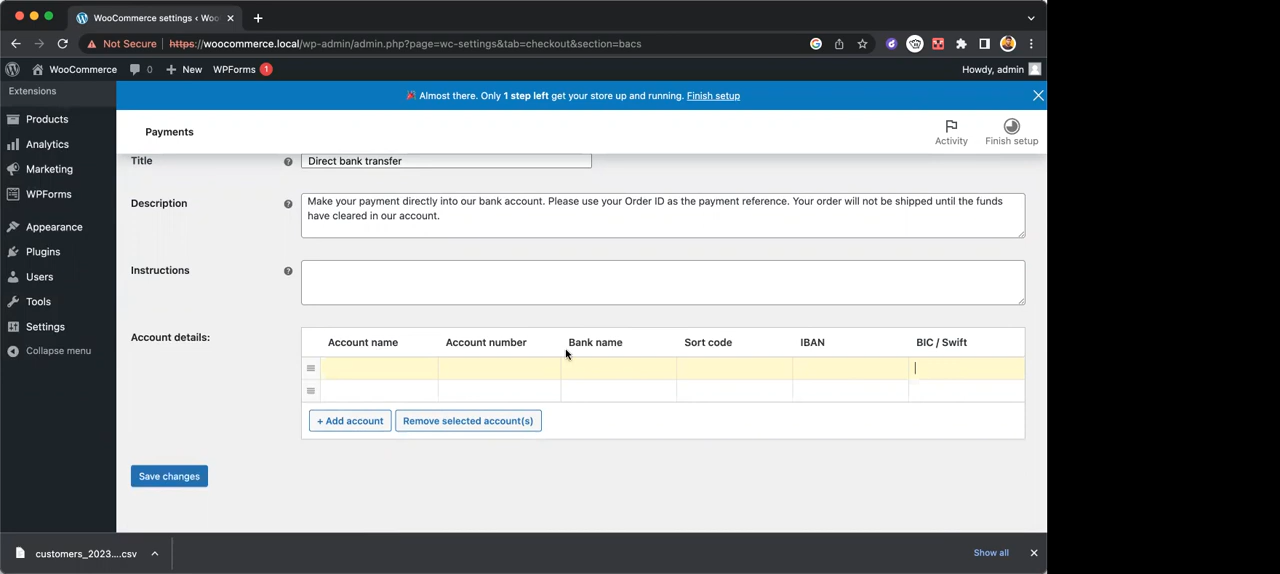 WooCommerce settings < Woo
Not Secure
https://woocommerce.local/wp-admin/admin.php?page=wc-settings&tab=checkout&section=bacs
WooCommerce
0
New
WPForms
1
Howdy, admin
Extensions
Almost there. Only 1 step left get your store up and running. Finish setup
Products
Analytics
Marketing
WPForms
Appearance
Plugins
Users
Tools
Settings
Collapse menu
Payments
Activity
Finish setup
Title
Direct bank transfer
Description
Make your payment directly into our bank account. Please use your Order ID as the payment reference. Your order will not be shipped until the funds
have cleared in our account.
Instructions
Account details:
Account name
Account number
Bank name
Sort code
IBAN
BIC / Swift
+ Add account
Remove selected account(s)
Save changes
customers_2023....csv
Show all